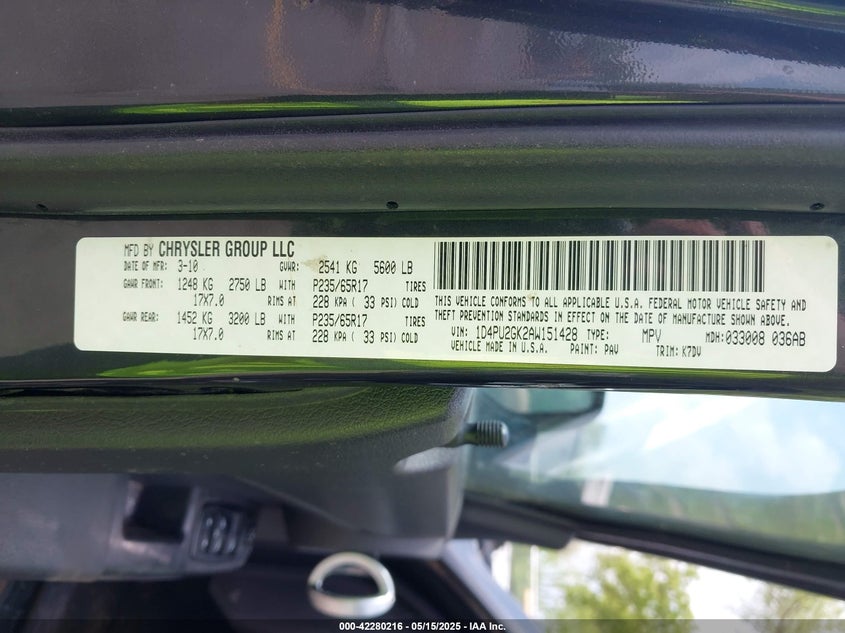 MFD BY CHRYSLER GROUP LLC
DATE OF MFR: 3-10 GVWR: 2541 KG 5600 LB
GAWR FRONT: 1248 KG 2750 LB WITH P235/65R17 TIRES
17X7.0 RIMS AT 228 KPA ( 33 PSI) COLD
GAWR REAR: 1452 KG 3200 LB WITH P235/65R17 TIRES
17X7.0 RIMS AT 228 KPA ( 33 PSI) COLD
THIS VEHICLE CONFORMS TO ALL APPLICABLE U.S.A. FEDERAL MOTOR VEHICLE SAFETY AND
THEFT PREVENTION STANDARDS IN EFFECT ON THE DATE OF MANUFACTURE SHOWN ABOVE.
VIN: 1D4PU2GK2AW151428 TYPE: MPV MDH: 033008 036AB
VEHICLE MADE IN U.S.A. PAINT: PAV TRIM: K7DV
000-42280216 - 05/15/2025 - IAA Inc.